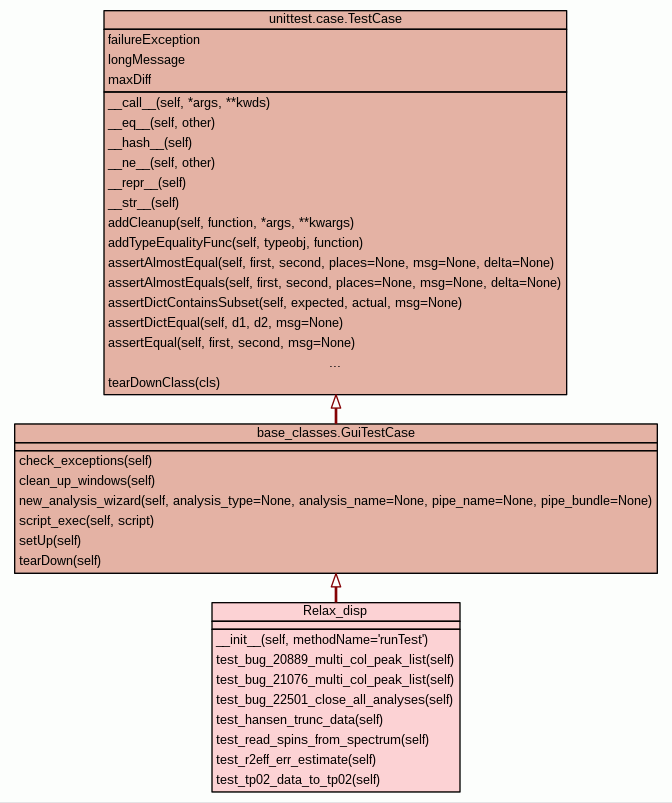 unittest.case.TestCase
failureException
longMessage
maxDiff
__call__(self, *args, **kwds)
__eq__(self, other)
__hash__(self)
__ne__(self, other)
__repr__(self)
__str__(self)
addCleanup(self, function, *args, **kwargs)
addTypeEqualityFunc(self, typeobj, function)
assertAlmostEqual(self, first, second, places=None, msg=None, delta=None)
assertAlmostEquals(self, first, second, places=None, msg=None, delta=None)
assertDictContainsSubset(self, expected, actual, msg=None)
assertDictEqual(self, d1, d2, msg=None)
assertEqual(self, first, second, msg=None)
...
tearDownClass(cls)
base_classes.GuiTestCase
check_exceptions(self)
clean_up_windows(self)
new_analysis_wizard(self, analysis_type=None, analysis_name=None, pipe_name=None, pipe_bundle=None)
script_exec(self, script)
setUp(self)
tearDown(self)
Relax_disp
__init__(self, methodName='runTest')
test_bug_20889_multi_col_peak_list(self)
test_bug_21076_multi_col_peak_list(self)
test_bug_22501_close_all_analyses(self)
test_hansen_trunc_data(self)
test_read_spins_from_spectrum(self)
test_r2eff_err_estimate(self)
test_tp02_data_to_tp02(self)